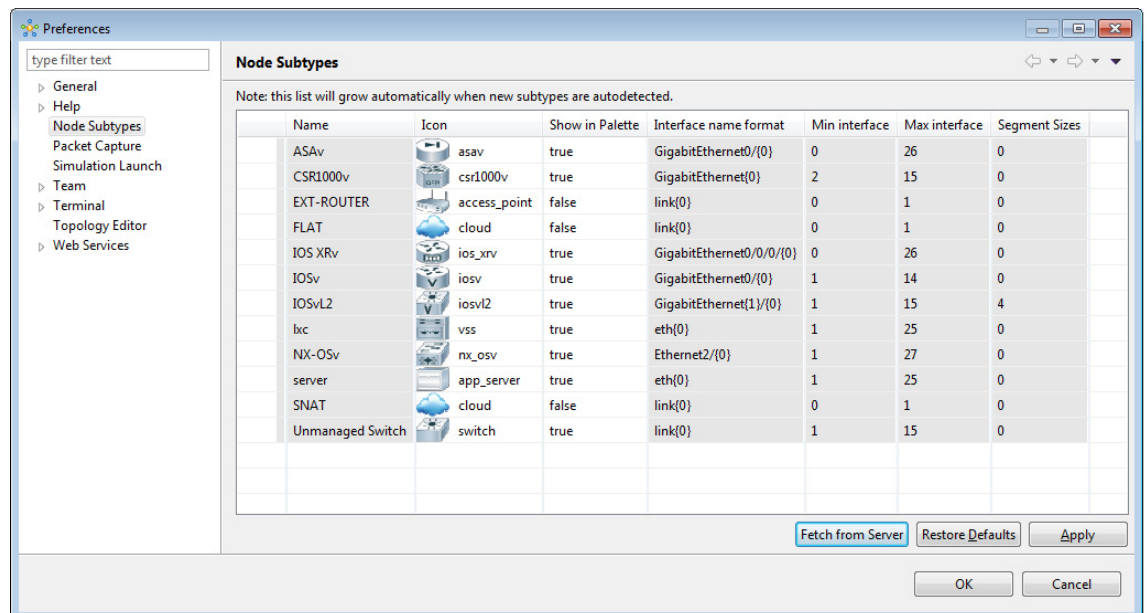 Preferences
type filter text
General
Help
Node Subtypes
Packet Capture
Simulation Launch
Team
Terminal
Topology Editor
Web Services
Node Subtypes
Note: this list will grow automatically when new subtypes are autodetected.
Name Icon Show in Palette Interface name format Min interface Max interface Segment Sizes
ASAv asav true GigabitEthernet0/{0} 0 26 0
CSR1000v csr1000v true GigabitEthernet{0} 2 15 0
EXT-ROUTER access_point false link{0} 0 1 0
FLAT cloud false link{0} 0 1 0
IOS XRv ios_xrv true GigabitEthernet0/0/0/{0} 0 26 0
IOSv iosv true GigabitEthernet0/{0} 1 14 0
IOSvL2 iosvl2 true GigabitEthernet{1}/{0} 1 15 4
lxc vss true eth{0} 1 25 0
NX-OSv nx_osv true Ethernet2/{0} 1 27 0
server app_server true eth{0} 1 25 0
SNAT cloud false link{0} 0 1 0
Unmanaged Switch switch true link{0} 1 15 0
Fetch from Server Restore Defaults Apply
OK Cancel